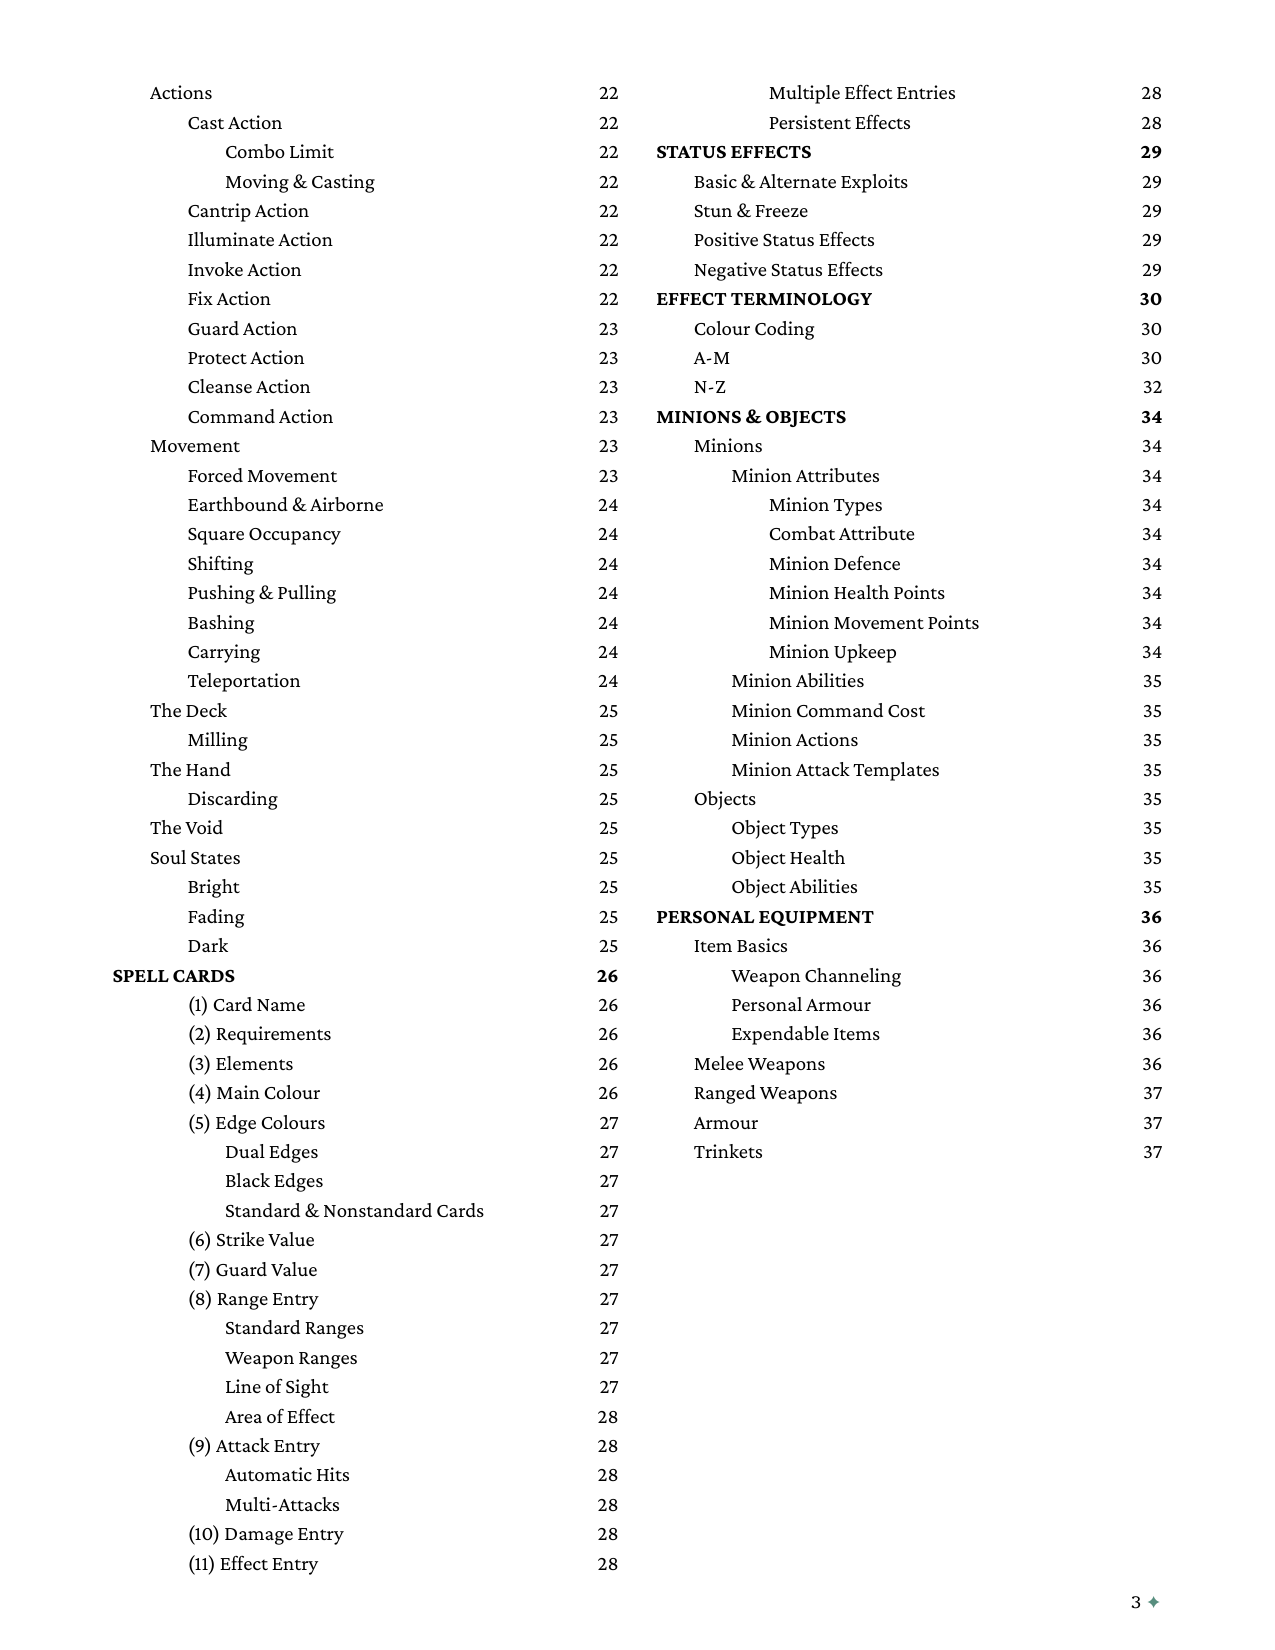 Actions 22
Cast Action 22
Combo Limit 22
Moving & Casting 22
Cantrip Action 22
Illuminate Action 22
Invoke Action 22
Fix Action 22
Guard Action 23
Protect Action 23
Cleanse Action 23
Command Action 23
Movement 23
Forced Movement 23
Earthbound & Airborne 24
Square Occupancy 24
Shifting 24
Pushing & Pulling 24
Bashing 24
Carrying 24
Teleportation 24
The Deck 25
Milling 25
The Hand 25
Discarding 25
The Void 25
Soul States 25
Bright 25
Fading 25
Dark 25
SPELL CARDS 26
(1) Card Name 26
(2) Requirements 26
(3) Elements 26
(4) Main Colour 26
(5) Edge Colours 27
Dual Edges 27
Black Edges 27
Standard & Nonstandard Cards 27
(6) Strike Value 27
(7) Guard Value 27
(8) Range Entry 27
Standard Ranges 27
Weapon Ranges 27
Line of Sight 27
Area of Effect 28
(9) Attack Entry 28
Automatic Hits 28
Multi-Attacks 28
(10) Damage Entry 28
(11) Effect Entry 28
Multiple Effect Entries 28
Persistent Effects 28
STATUS EFFECTS 29
Basic & Alternate Exploits 29
Stun & Freeze 29
Positive Status Effects 29
Negative Status Effects 29
EFFECT TERMINOLOGY 30
Colour Coding 30
A-M 30
N-Z 32
MINIONS & OBJECTS 34
Minions 34
Minion Attributes 34
Minion Types 34
Combat Attribute 34
Minion Defence 34
Minion Health Points 34
Minion Movement Points 34
Minion Upkeep 34
Minion Abilities 35
Minion Command Cost 35
Minion Actions 35
Minion Attack Templates 35
Objects 35
Object Types 35
Object Health 35
Object Abilities 35
PERSONAL EQUIPMENT 36
Item Basics 36
Weapon Channeling 36
Personal Armour 36
Expendable Items 36
Melee Weapons 36
Ranged Weapons 37
Armour 37
Trinkets 37
3 ✦